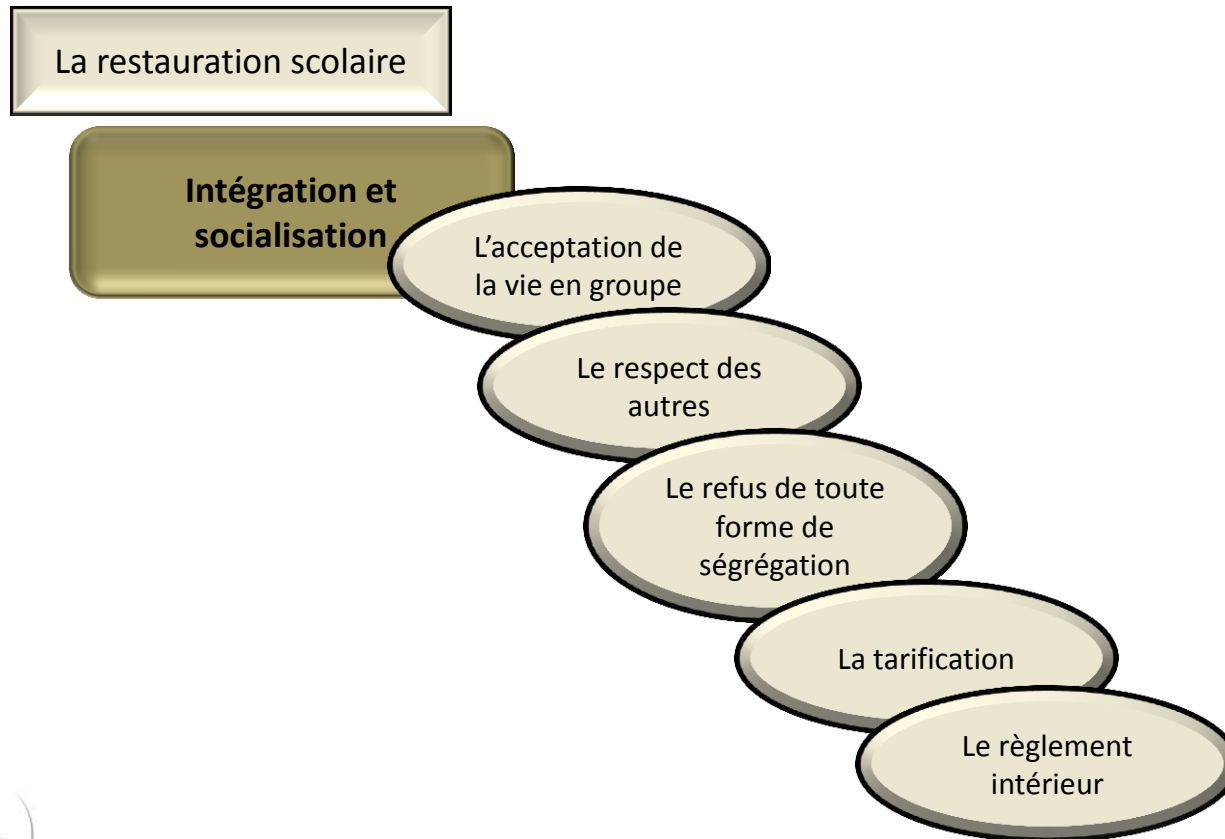 La restauration scolaire
Intégration et
socialisation
L’acceptation de
la vie en groupe
Le respect des
autres
Le refus de toute
forme de
ségrégation
La tarification
Le règlement
intérieur